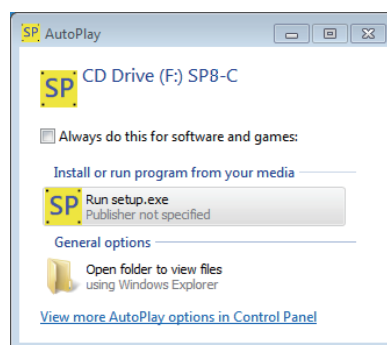 SP AutoPlay
SP CD Drive (F:) SP8-C
Always do this for software and games:
Install or run program from your media
SP Run setup.exe
Publisher not specified
General options
Open folder to view files
using Windows Explorer
View more AutoPlay options in Control Panel